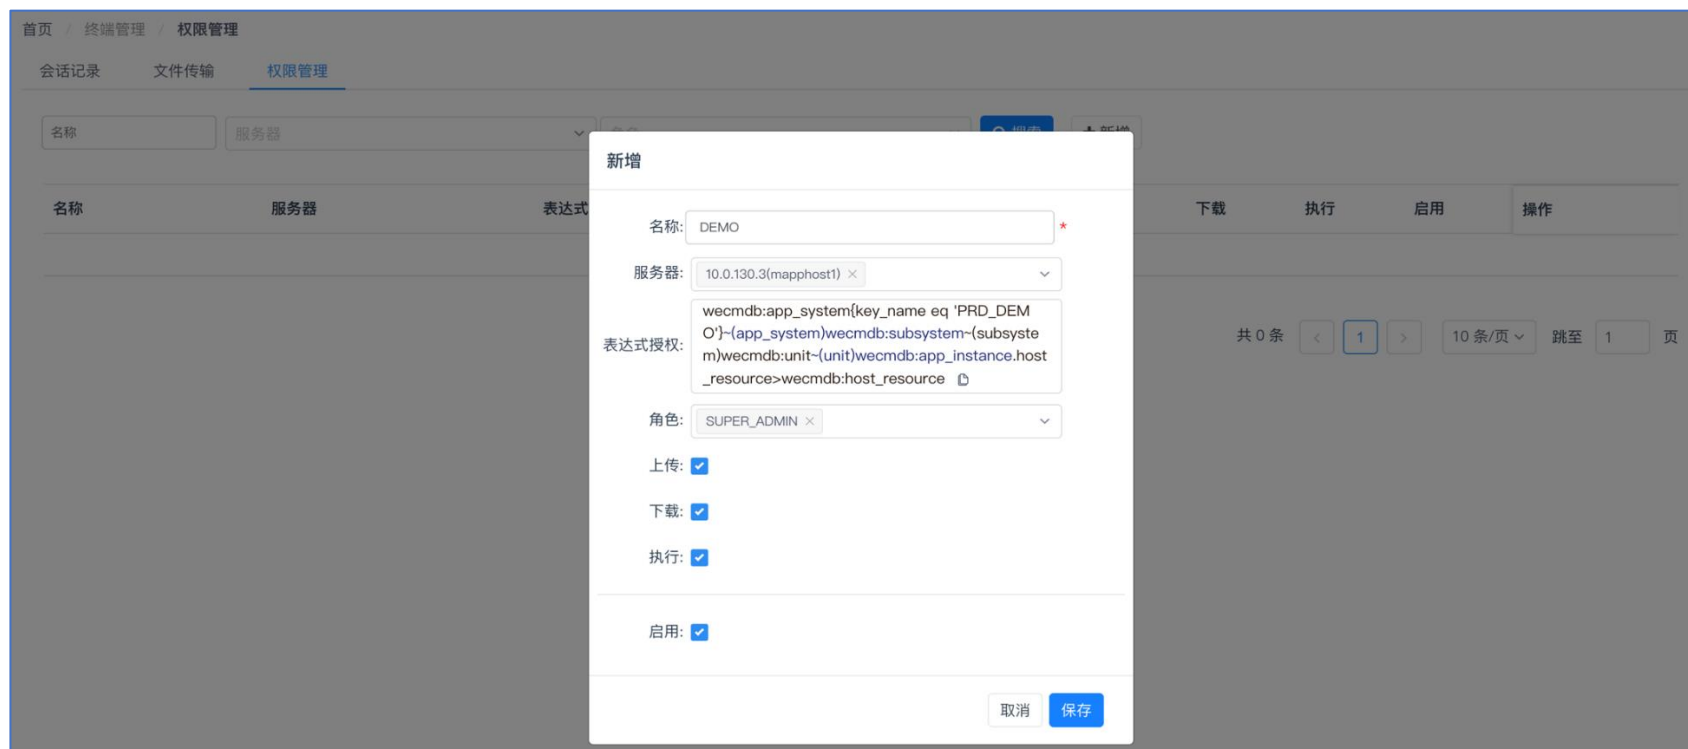 首页 / 终端管理 / 权限管理
会话记录 文件传输 权限管理
名称 服务器 搜索 新增
新增
名称 服务器 表达式 下载 执行 启用 操作
名称: DEMO *
服务器: 10.0.130.3(mapphost1) ×
表达式授权:
wecmdb:app_system{key_name eq 'PRD_DEM
O'}~(app_system)wecmdb:subsystem~(subsyste
m)wecmdb:unit~(unit)wecmdb:app_instance.host
_resource>wecmdb:host_resource
共 0 条 < 1 > 10 条/页 跳至 1 页
角色: SUPER_ADMIN ×
上传:
下载:
执行:
启用:
取消 保存